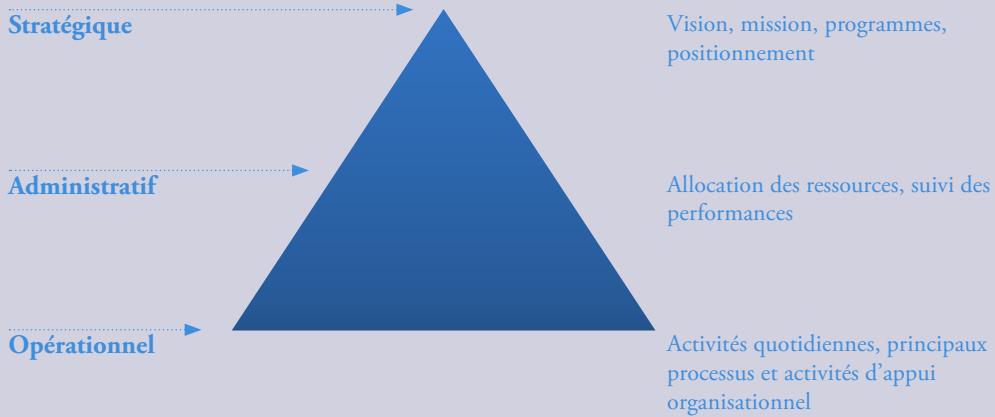 Stratégique
Vision, mission, programmes,
positionnement
Administratif
Allocation des ressources, suivi des
performances
Opérationnel
Activités quotidiennes, principaux
processus et activités d’appui
organisationnel